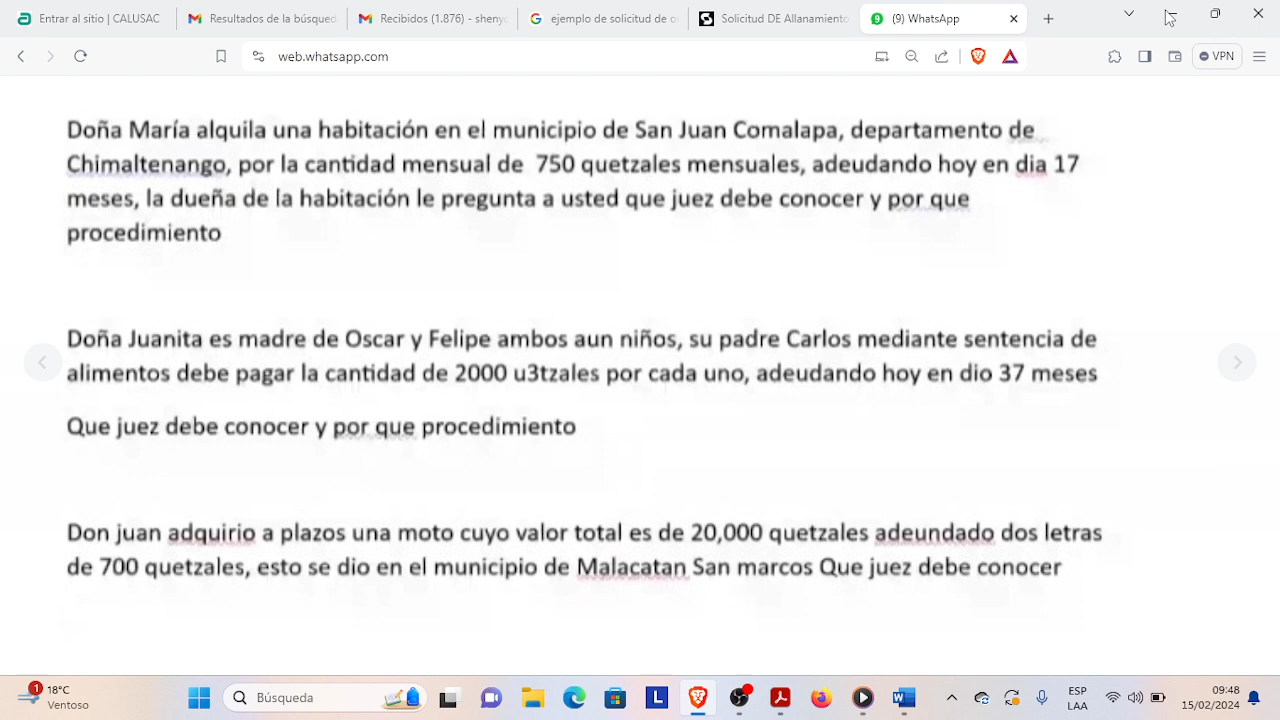 Entrar al sitio | CALUSAC
Resultados de la búsqued
Recibidos (1.876) - shenyc
ejemplo de solicitud de o
Solicitud DE Allanamiento
(9) WhatsApp
web.whatsapp.com
VPN
Doña María alquila una habitación en el municipio de San Juan Comalapa, departamento de
Chimaltenango, por la cantidad mensual de 750 quetzales mensuales, adeudando hoy en dia 17
meses, la dueña de la habitación le pregunta a usted que juez debe conocer y por que
procedimiento
Doña Juanita es madre de Oscar y Felipe ambos aun niños, su padre Carlos mediante sentencia de
alimentos debe pagar la cantidad de 2000 u3tzales por cada uno, adeudando hoy en dio 37 meses
Que juez debe conocer y por que procedimiento
Don juan adquirio a plazos una moto cuyo valor total es de 20,000 quetzales adeundado dos letras
de 700 quetzales, esto se dio en el municipio de Malacatan San marcos Que juez debe conocer
1
18°C
Ventoso
Búsqueda
ESP
LAA
15/02/2024